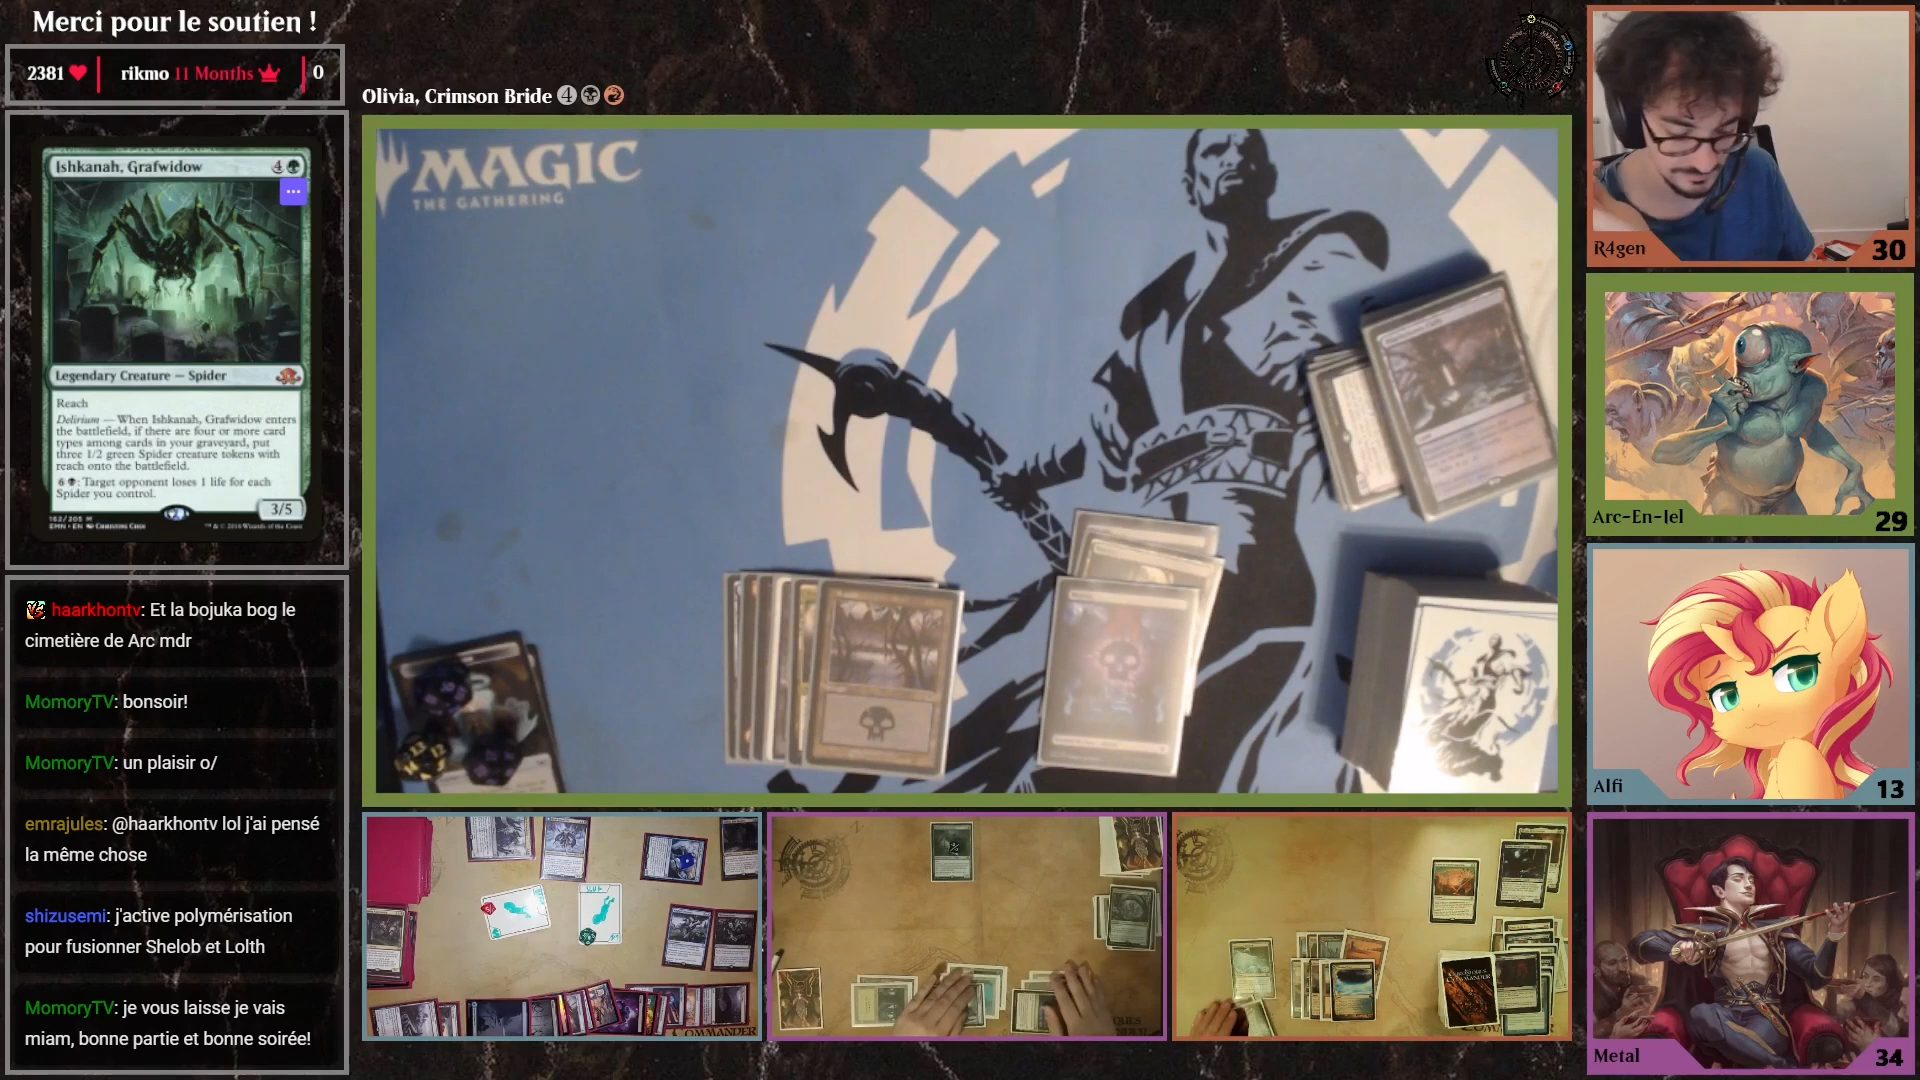 Merci pour le soutien !
2381 rikmo 11 Months 0
Olivia, Crimson Bride 4
Ishkanah, Grafwidow 4
Legendary Creature — Spider
Reach
Delirium — When Ishkanah, Grafwidow enters
the battlefield, if there are four or more card
types among cards in your graveyard, put
three 1/2 green Spider creature tokens with
reach onto the battlefield.
6 : Target opponent loses 1 life for each
Spider you control.
3/5
haarkhontv: Et la bojuka bog le
cimetière de Arc mdr
MomoryTV: bonsoir!
MomoryTV: un plaisir o/
emrajules: @haarkhontv lol j'ai pensé
la même chose
shizusemi: j'active polymérisation
pour fusionner Shelob et Lolth
MomoryTV: je vous laisse je vais
miam, bonne partie et bonne soirée!
MAGIC
THE GATHERING
R4gen 30
Arc-En-Iel 29
Alfi 13
Metal 34